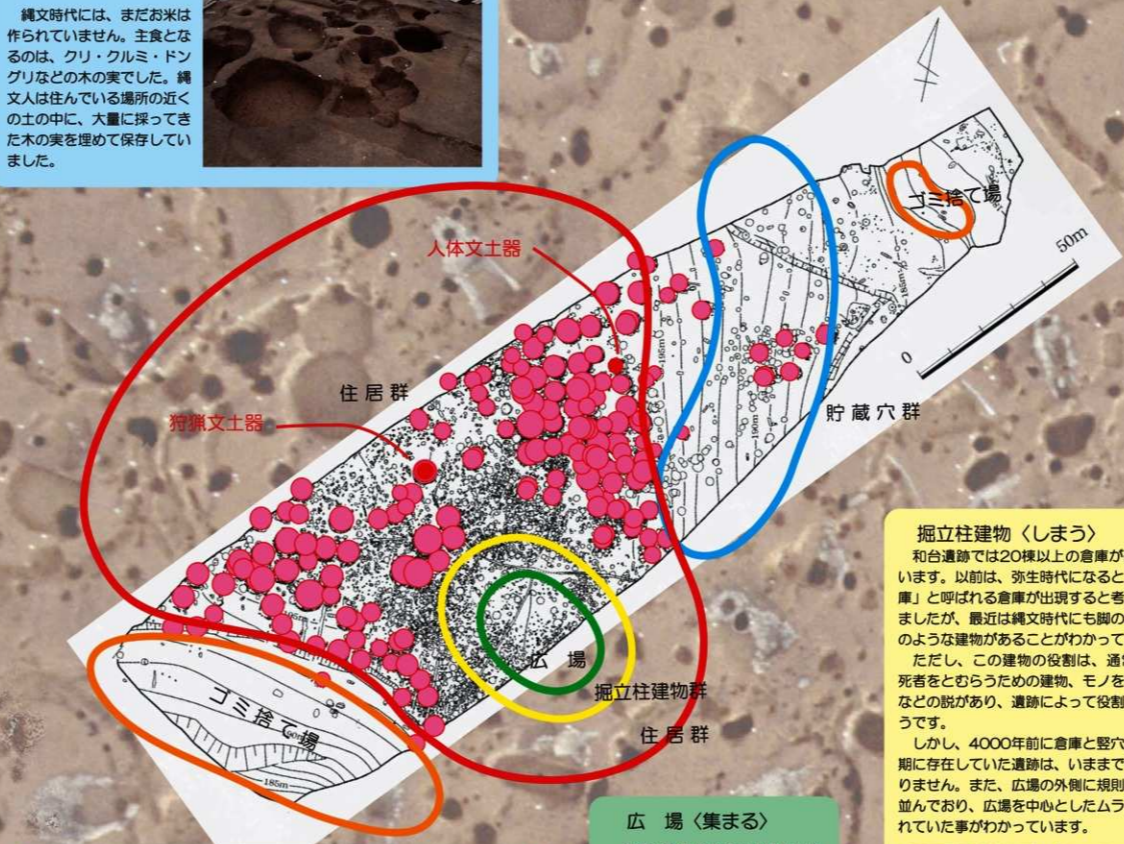 縄文時代には、まだお米は
作られていません。主食とな
るのは、クリ・クルミ・ドン
グリなどの木の実でした。縄
文人は住んでいる場所の近く
の土の中に、大量に採ってき
た木の実を埋めて保存してい
ました。
ゴミ捨て場
人体文土器
50m
0
185m
195m
190m
住居群
狩猟文土器
貯蔵穴群
広 場
掘立柱建物群
住居群
ゴミ捨て場
185m
掘立柱建物〈しまう〉
和台遺跡では20棟以上の倉庫が
います。以前は、弥生時代になると
庫」と呼ばれる倉庫が出現すると考
ましたが、最近は縄文時代にも脚の
のような建物があることがわかって
ただし、この建物の役割は、通
死者をとむらうための建物、モノを
などの説があり、遺跡によって役割
うです。
しかし、4000年前に倉庫と竪穴
期に存在していた遺跡は、いままで
りません。また、広場の外側に規則
並んでおり、広場を中心としたムラ
れていた事がわかっています。
広 場〈集まる〉